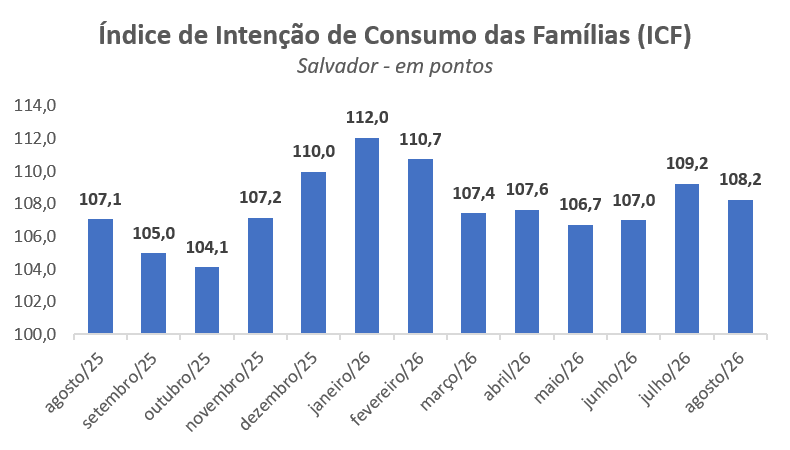 Índice de Intenção de Consumo das Famílias (ICF)
Salvador - em pontos
114,0
112,0
110,0
108,0
106,0
104,0
102,0
100,0
107,1
105,0
104,1
107,2
110,0
112,0
110,7
107,4
107,6
106,7
107,0
109,2
108,2
agosto/25
setembro/25
outubro/25
novembro/25
dezembro/25
janeiro/26
fevereiro/26
março/26
abril/26
maio/26
junho/26
julho/26
agosto/26